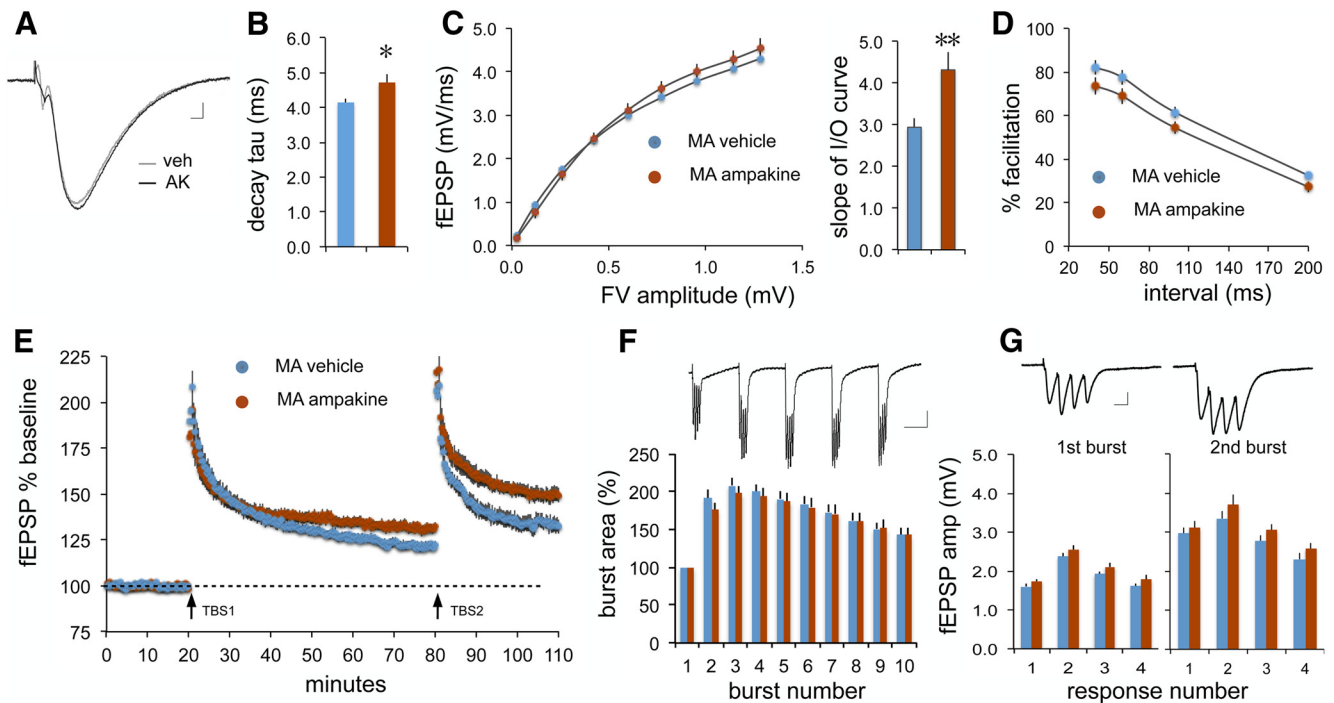 A
veh
AK
B
decay tau (ms)
6.0
5.0
4.0
3.0
2.0
1.0
0.0
*
C
fEPSP (mV/ms)
5.0
4.0
3.0
2.0
1.0
0.0
MA vehicle
MA ampakine
0.0 0.5 1.0 1.5
FV amplitude (mV)
slope of I/O curve
5.0
4.0
3.0
2.0
1.0
0.0
**
D
% facilitation
100
80
60
40
20
0
MA vehicle
MA ampakine
20 50 80 110 140 170 200
interval (ms)
E
fEPSP % baseline
225
200
175
150
125
100
75
MA vehicle
MA ampakine
TBS1
TBS2
0 10 20 30 40 50 60 70 80 90 100 110
minutes
F
burst area (%)
250
200
150
100
50
0
1 2 3 4 5 6 7 8 9 10
burst number
G
1st burst
2nd burst
fEPSP amp (mV)
5.0
4.0
3.0
2.0
1.0
0.0
1 2 3 4 1 2 3 4
response number